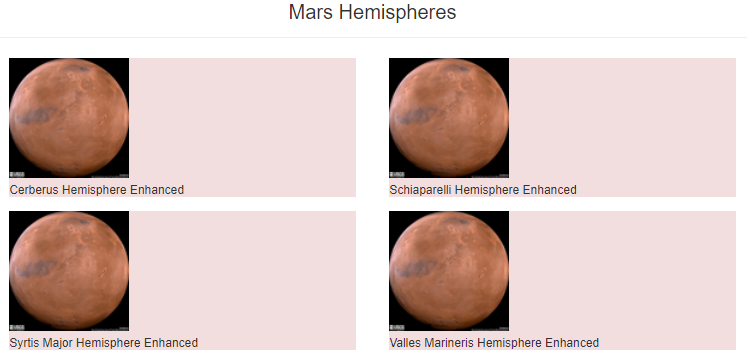 Mars Hemispheres
Cerberus Hemisphere Enhanced
Schiaparelli Hemisphere Enhanced
Syrtis Major Hemisphere Enhanced
Valles Marineris Hemisphere Enhanced